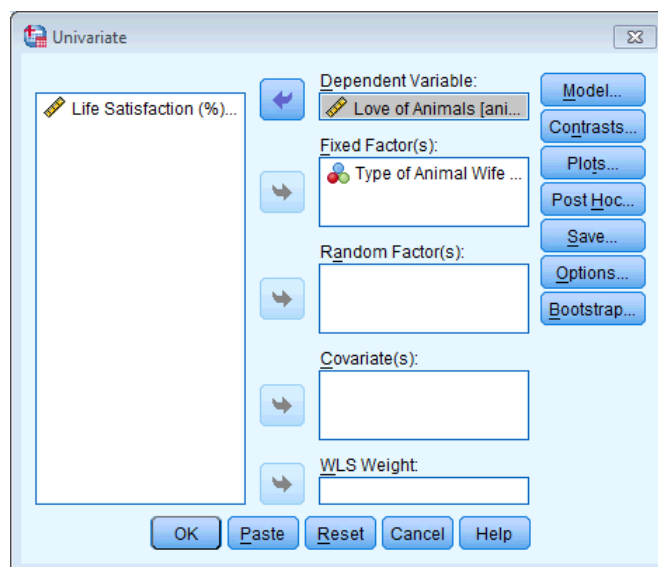 Univariate
Life Satisfaction (%)...
Dependent Variable:
Love of Animals [ani...
Fixed Factor(s):
Type of Animal Wife ...
Random Factor(s):
Covariate(s):
WLS Weight:
Model...
Contrasts...
Plots...
Post Hoc...
Save...
Options...
Bootstrap...
OK Paste Reset Cancel Help